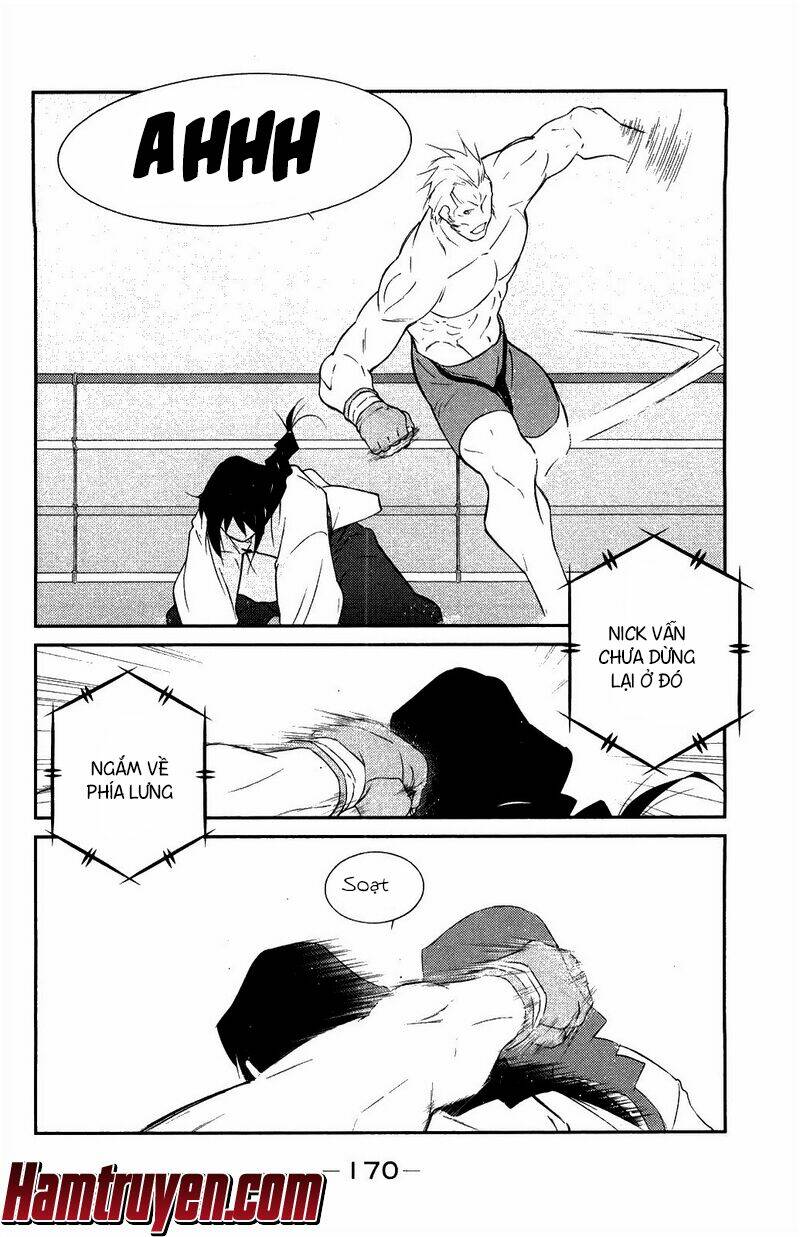 AHHH
NICK VẪN
CHƯA DỪNG
LẠI Ở ĐÓ
NGẮM VỀ
PHÍA LƯNG
Soạt
-170-
Hamtruyen.com